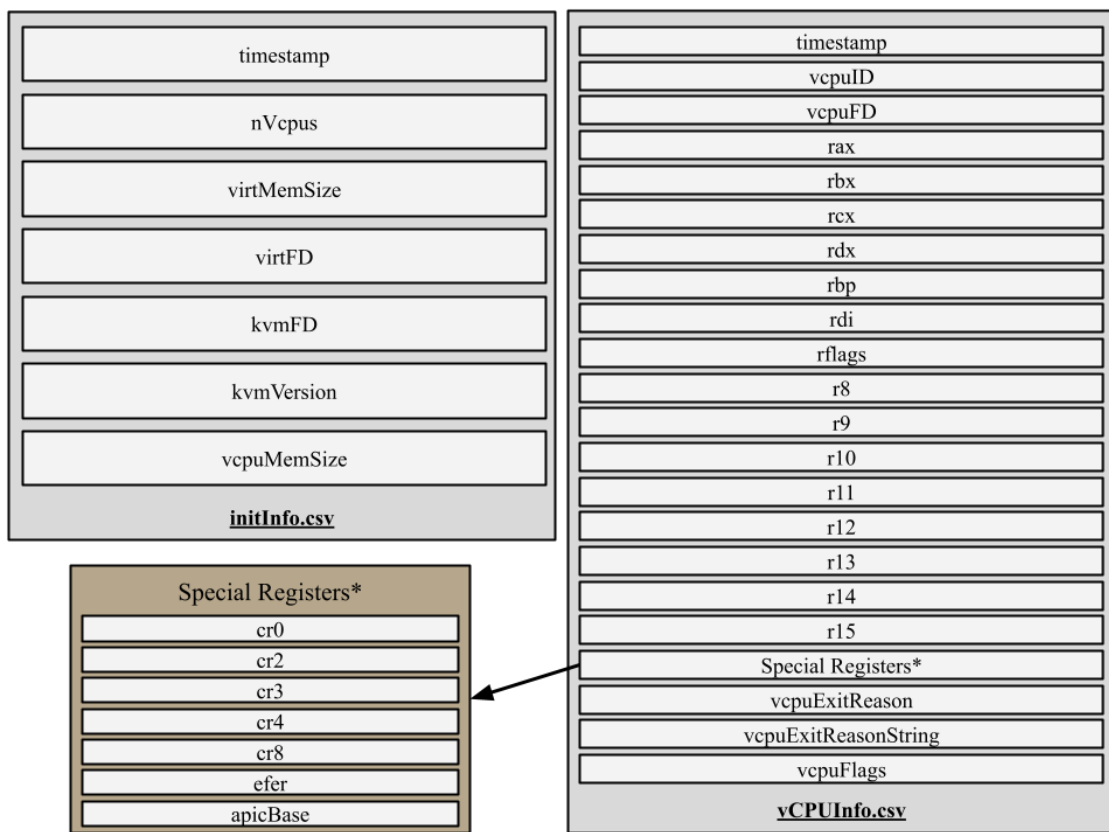 timestamp
nVcpus
virtMemSize
virtFD
kvmFD
kvmVersion
vcpuMemSize
initInfo.csv
Special Registers*
cr0
cr2
cr3
cr4
cr8
efer
apicBase
timestamp
vcpuID
vcpuFD
rax
rbx
rcx
rdx
rbp
rdi
rflags
r8
r9
r10
r11
r12
r13
r14
r15
Special Registers*
vcpuExitReason
vcpuExitReasonString
vcpuFlags
vCPUInfo.csv